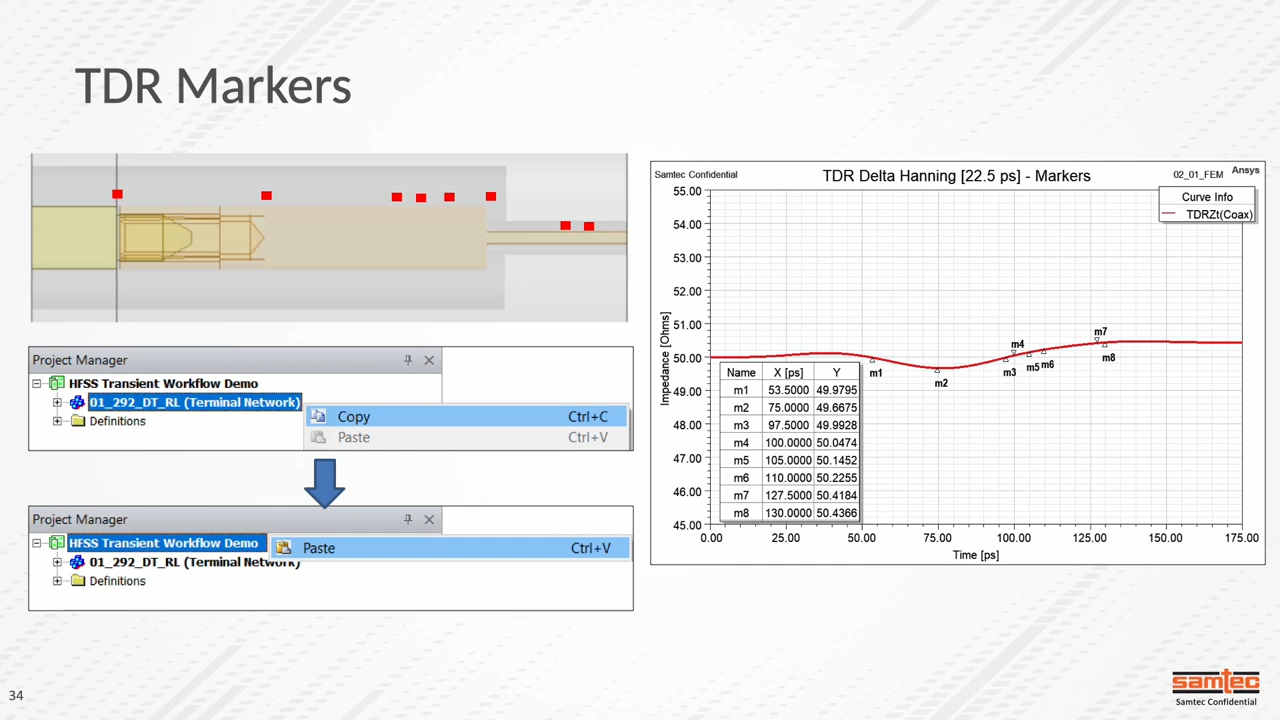 TDR Markers
Project Manager
HFSS Transient Workflow Demo
01_292_DT_RL (Terminal Network)
Definitions
Copy Ctrl+C
Paste Ctrl+V
Project Manager
HFSS Transient Workflow Demo
Paste Ctrl+V
01_292_DT_RL (Terminal Network)
Definitions
Samtec Confidential
TDR Delta Hanning [22.5 ps] - Markers
02_01_FEM
Ansys
Curve Info
TDRZt(Coax)
Impedance [Ohms]
55.00
54.00
53.00
52.00
51.00
50.00
49.00
48.00
47.00
46.00
45.00
m1
m2
m3
m4
m5
m6
m7
m8
Name X [ps] Y
m1 53.5000 49.9795
m2 75.0000 49.6675
m3 97.5000 49.9928
m4 100.0000 50.0474
m5 105.0000 50.1452
m6 110.0000 50.2255
m7 127.5000 50.4184
m8 130.0000 50.4366
0.00 25.00 50.00 75.00 100.00 125.00 150.00 175.00
Time [ps]
34
samtec
Samtec Confidential